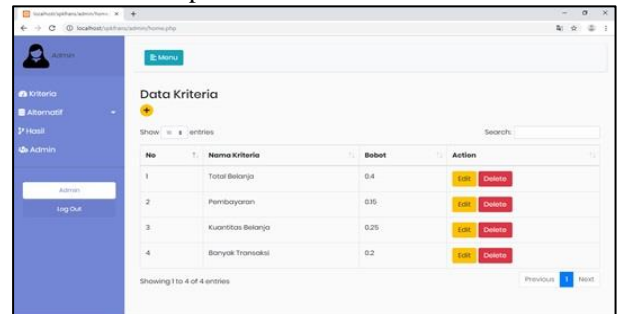 localhost/spkthans/admin/home.php
Admin
Menu
Kriteria
Alternatif
Hasil
Admin
Admin
Log Out
Data Kriteria
+
Show 10 entries
Search:
No Nama Kriteria Bobot Action
1 Total Belanja 0.4 Edit Delete
2 Pembayaran 0.15 Edit Delete
3 Kuantitas Belanja 0.25 Edit Delete
4 Banyak Transaksi 0.2 Edit Delete
Showing 1 to 4 of 4 entries
Previous 1 Next